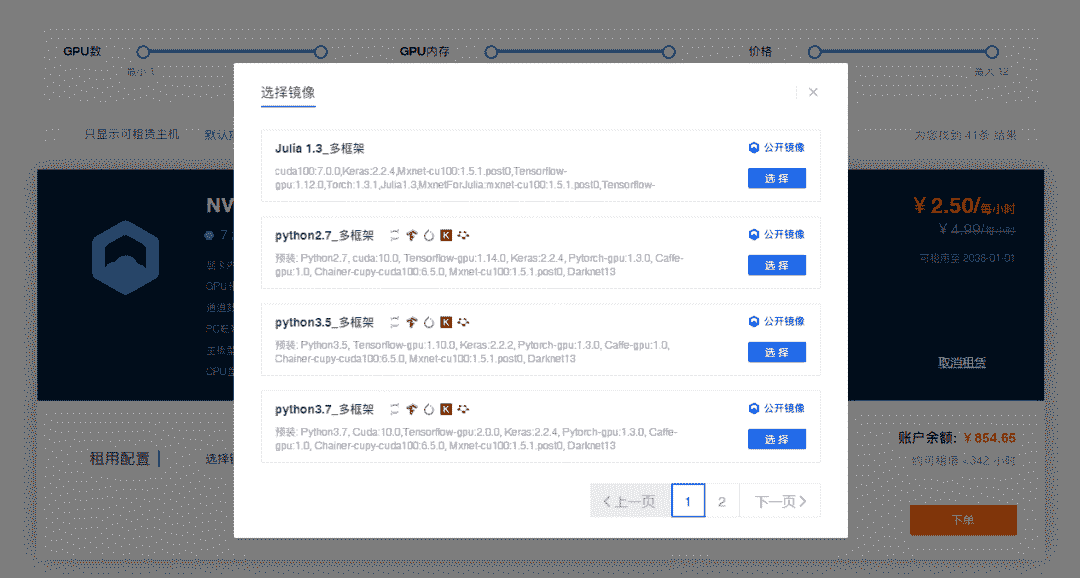 GPU数
GPU内存
价格
最小 1
最大 12
选择镜像
只显示可租赁主机
为您找到 41条 结果
Julia 1.3_多框架
公开镜像
cuda100:7.0.0,Keras:2.2.4,Mxnet-cu100:1.5.1.post0,Tensorflow-
gpu:1.12.0,Torch:1.3.1,Julia1.3,MxnetForJulia:mxnet-cu100:1.5.1.post0,Tensorflow-
选 择
NV
¥ 2.50/每小时
¥ 4.99/每小时
python2.7_多框架
公开镜像
7
预装: Python2.7, cuda:10.0, Tensorflow-gpu:1.14.0, Keras:2.2.4, Pytorch-gpu:1.3.0, Caffe-
gpu:1.0, Chainer-cupy-cuda100:6.5.0, Mxnet-cu100:1.5.1.post0, Darknet13
选 择
可租用至 2036-01-01
GPU
python3.5_多框架
公开镜像
预装: Python3.5, Tensorflow-gpu:1.10.0, Keras:2.2.2, Pytorch-gpu:1.3.0, Caffe-gpu:1.0,
Chainer-cupy-cuda100:6.5.0, Mxnet-cu100:1.5.1.post0, Darknet13
选 择
取消租赁
python3.7_多框架
公开镜像
预装: Python3.7, Cuda:10.0,Tensorflow-gpu:2.0.0, Keras:2.2.4, Pytorch-gpu:1.3.0, Caffe-
gpu:1.0, Chainer-cupy-cuda100:6.5.0, Mxnet-cu100:1.5.1.post0, Darknet13
选 择
账户余额: ¥ 854.65
约可租赁 342 小时
租用配置
选择
上一页
1
2
下一页
下单